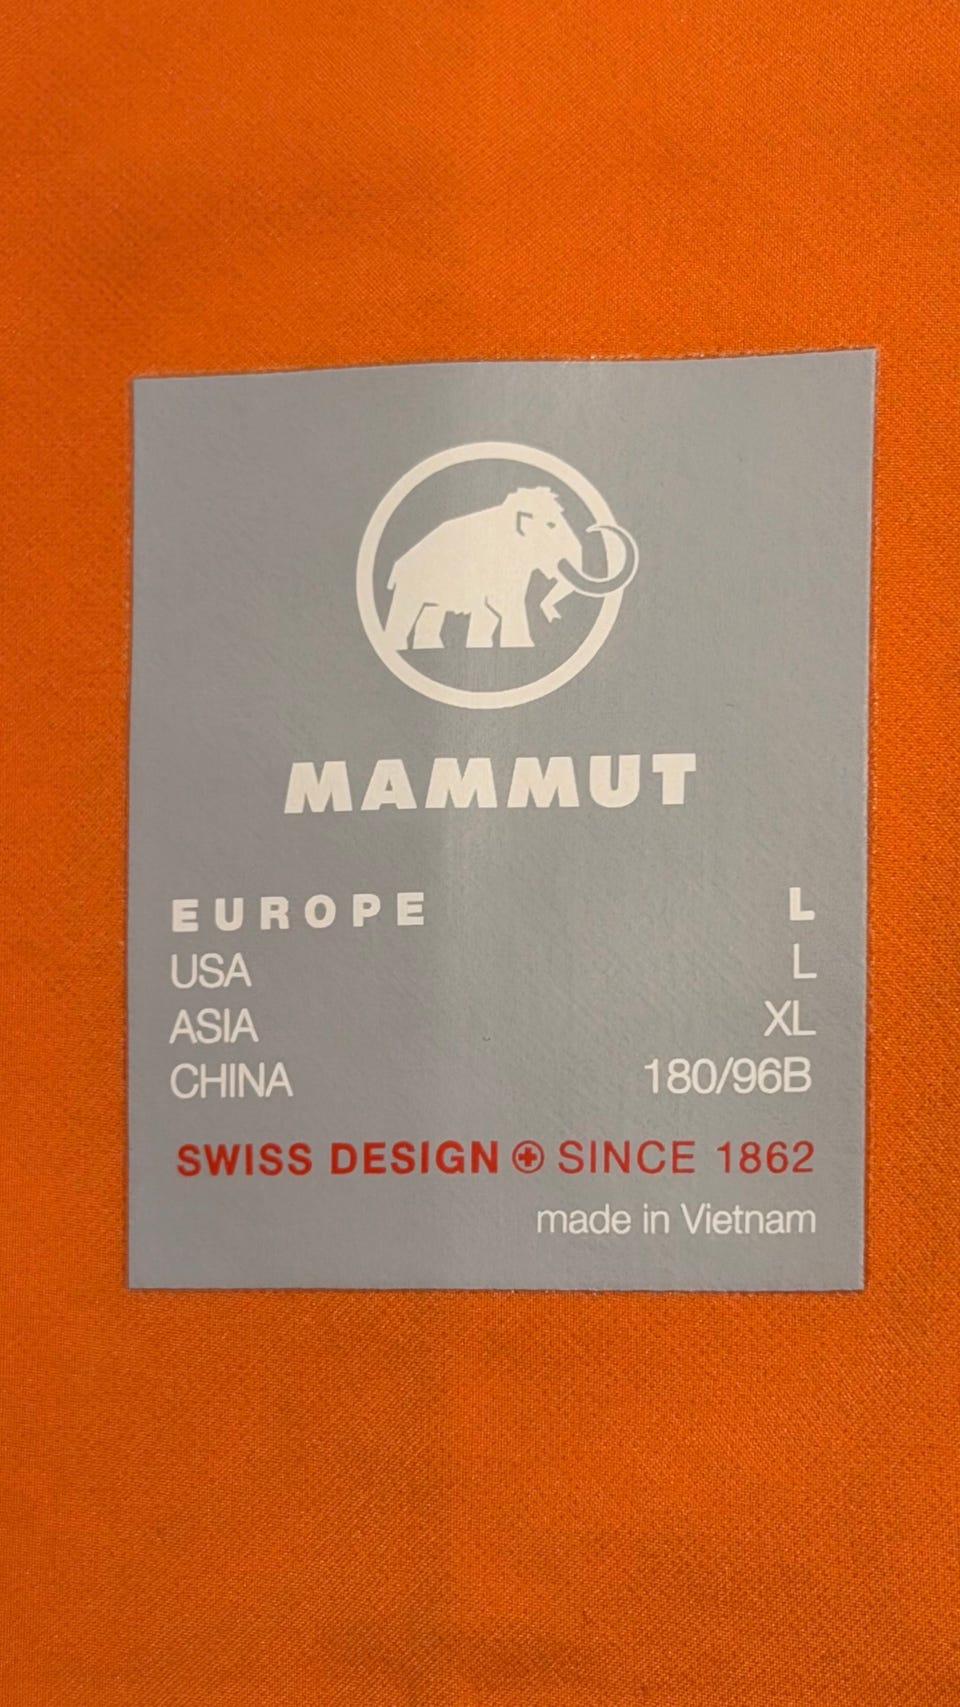 MAMMUT
EUROPE L
USA L
ASIA XL
CHINA 180/96B
SWISS DESIGN SINCE 1862
made in Vietnam